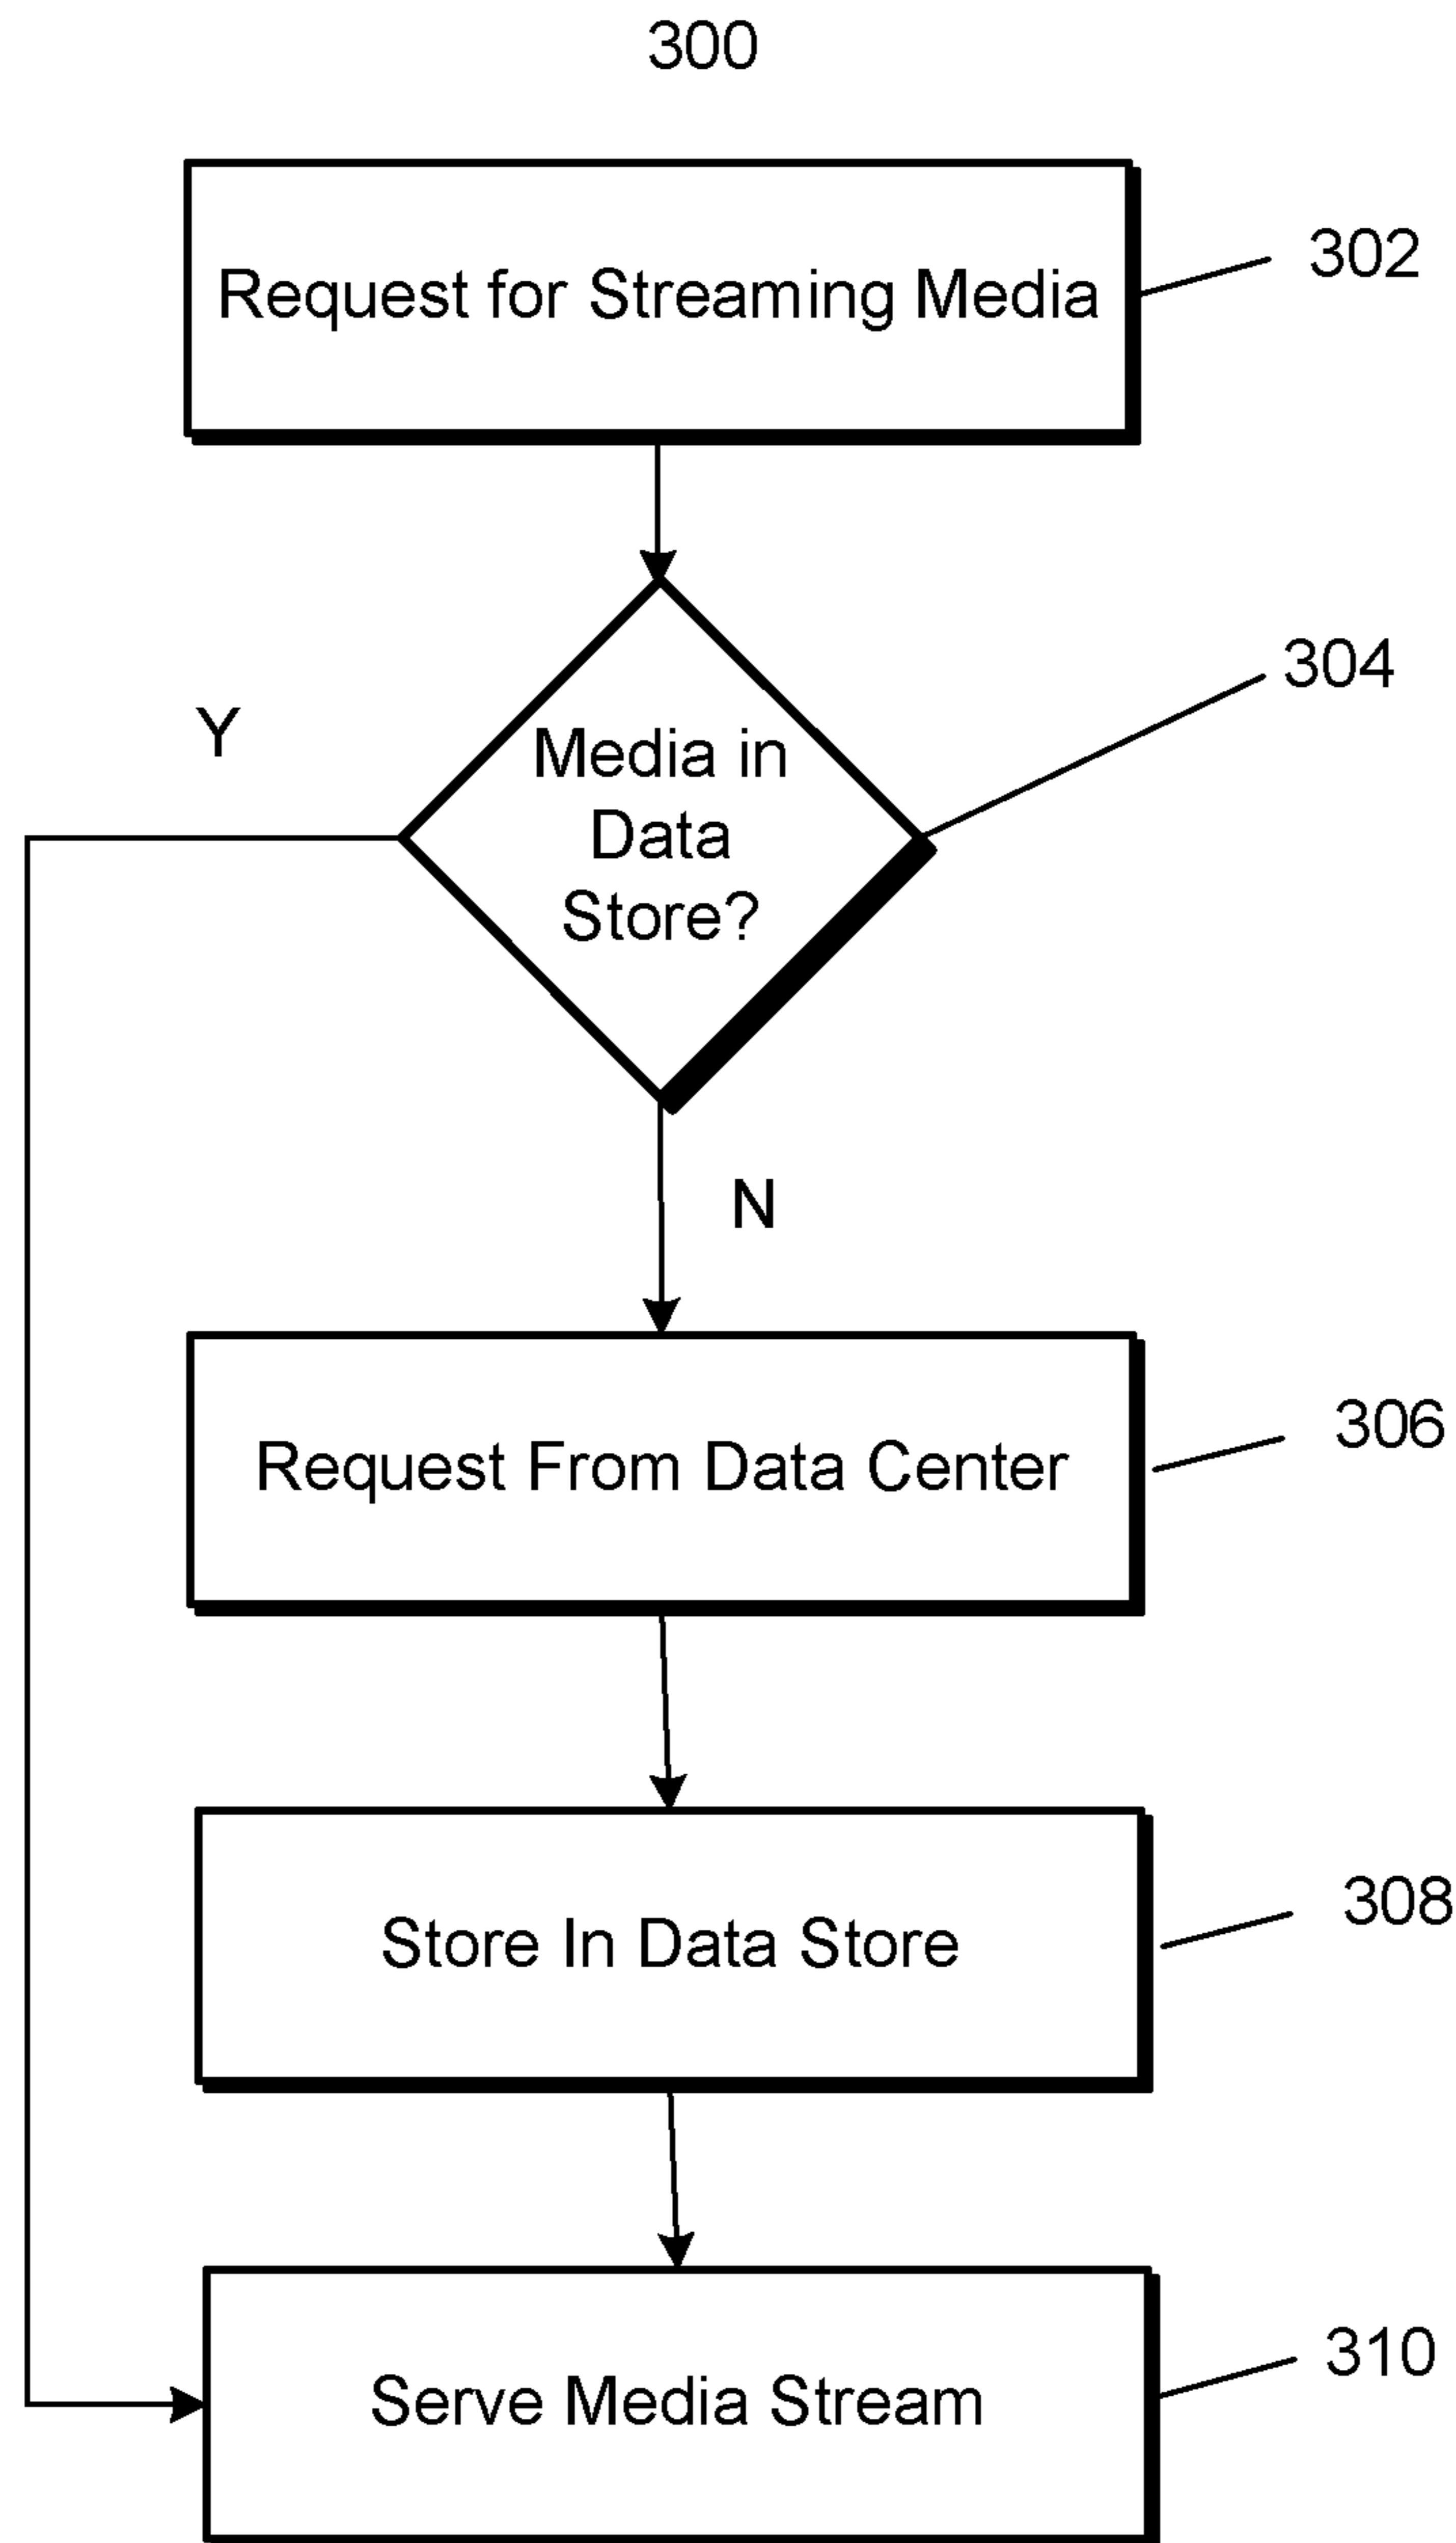 300
Request for Streaming Media
302
304
Y
Media in
Data
Store?
N
Request From Data Center
306
Store In Data Store
308
Serve Media Stream
310